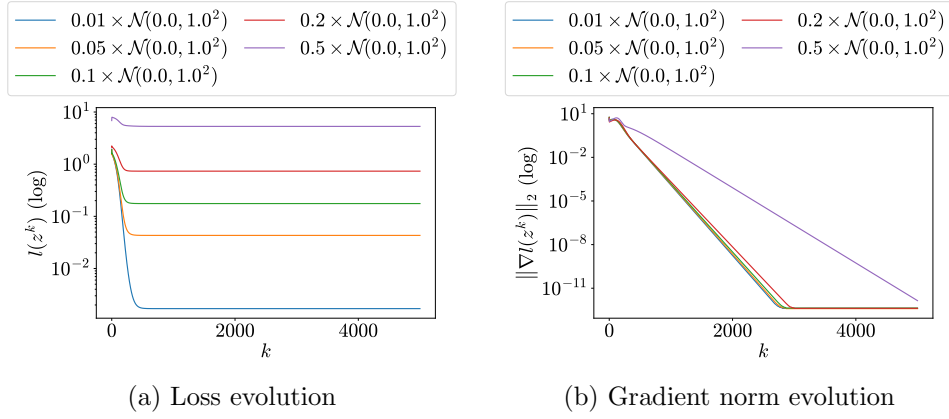 0.01 × 𝒩(0.0, 1.0²)
0.2 × 𝒩(0.0, 1.0²)
0.05 × 𝒩(0.0, 1.0²)
0.5 × 𝒩(0.0, 1.0²)
0.1 × 𝒩(0.0, 1.0²)
10¹
10⁰
10⁻¹
10⁻²
l(zᵏ) (log)
0
2000
4000
k
(a) Loss evolution
0.01 × 𝒩(0.0, 1.0²)
0.2 × 𝒩(0.0, 1.0²)
0.05 × 𝒩(0.0, 1.0²)
0.5 × 𝒩(0.0, 1.0²)
0.1 × 𝒩(0.0, 1.0²)
10¹
10⁻²
10⁻⁵
10⁻⁸
10⁻¹¹
‖∇l(zᵏ)‖₂ (log)
0
2000
4000
k
(b) Gradient norm evolution